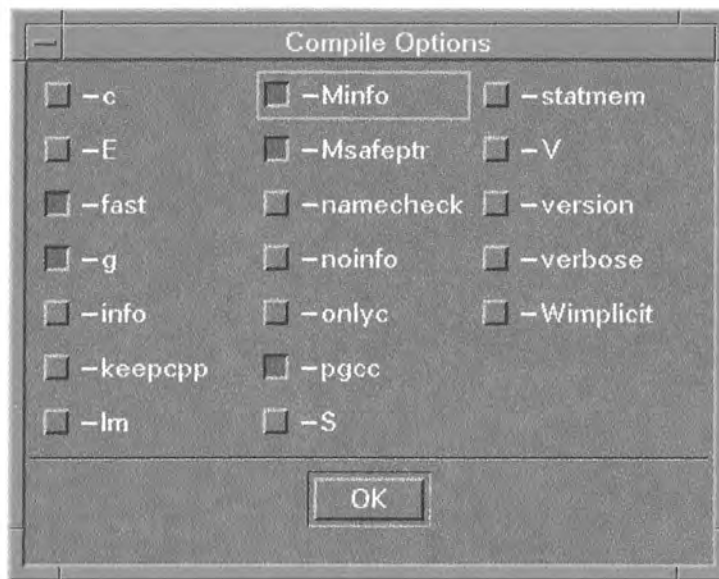 Compile Options
–c –Minfo –statmem
–E –Msafeptr –V
–fast –namecheck –version
–g –noinfo –verbose
–info –onlyc –Wimplicit
–keepcpp –pgcc
–lm –S
OK